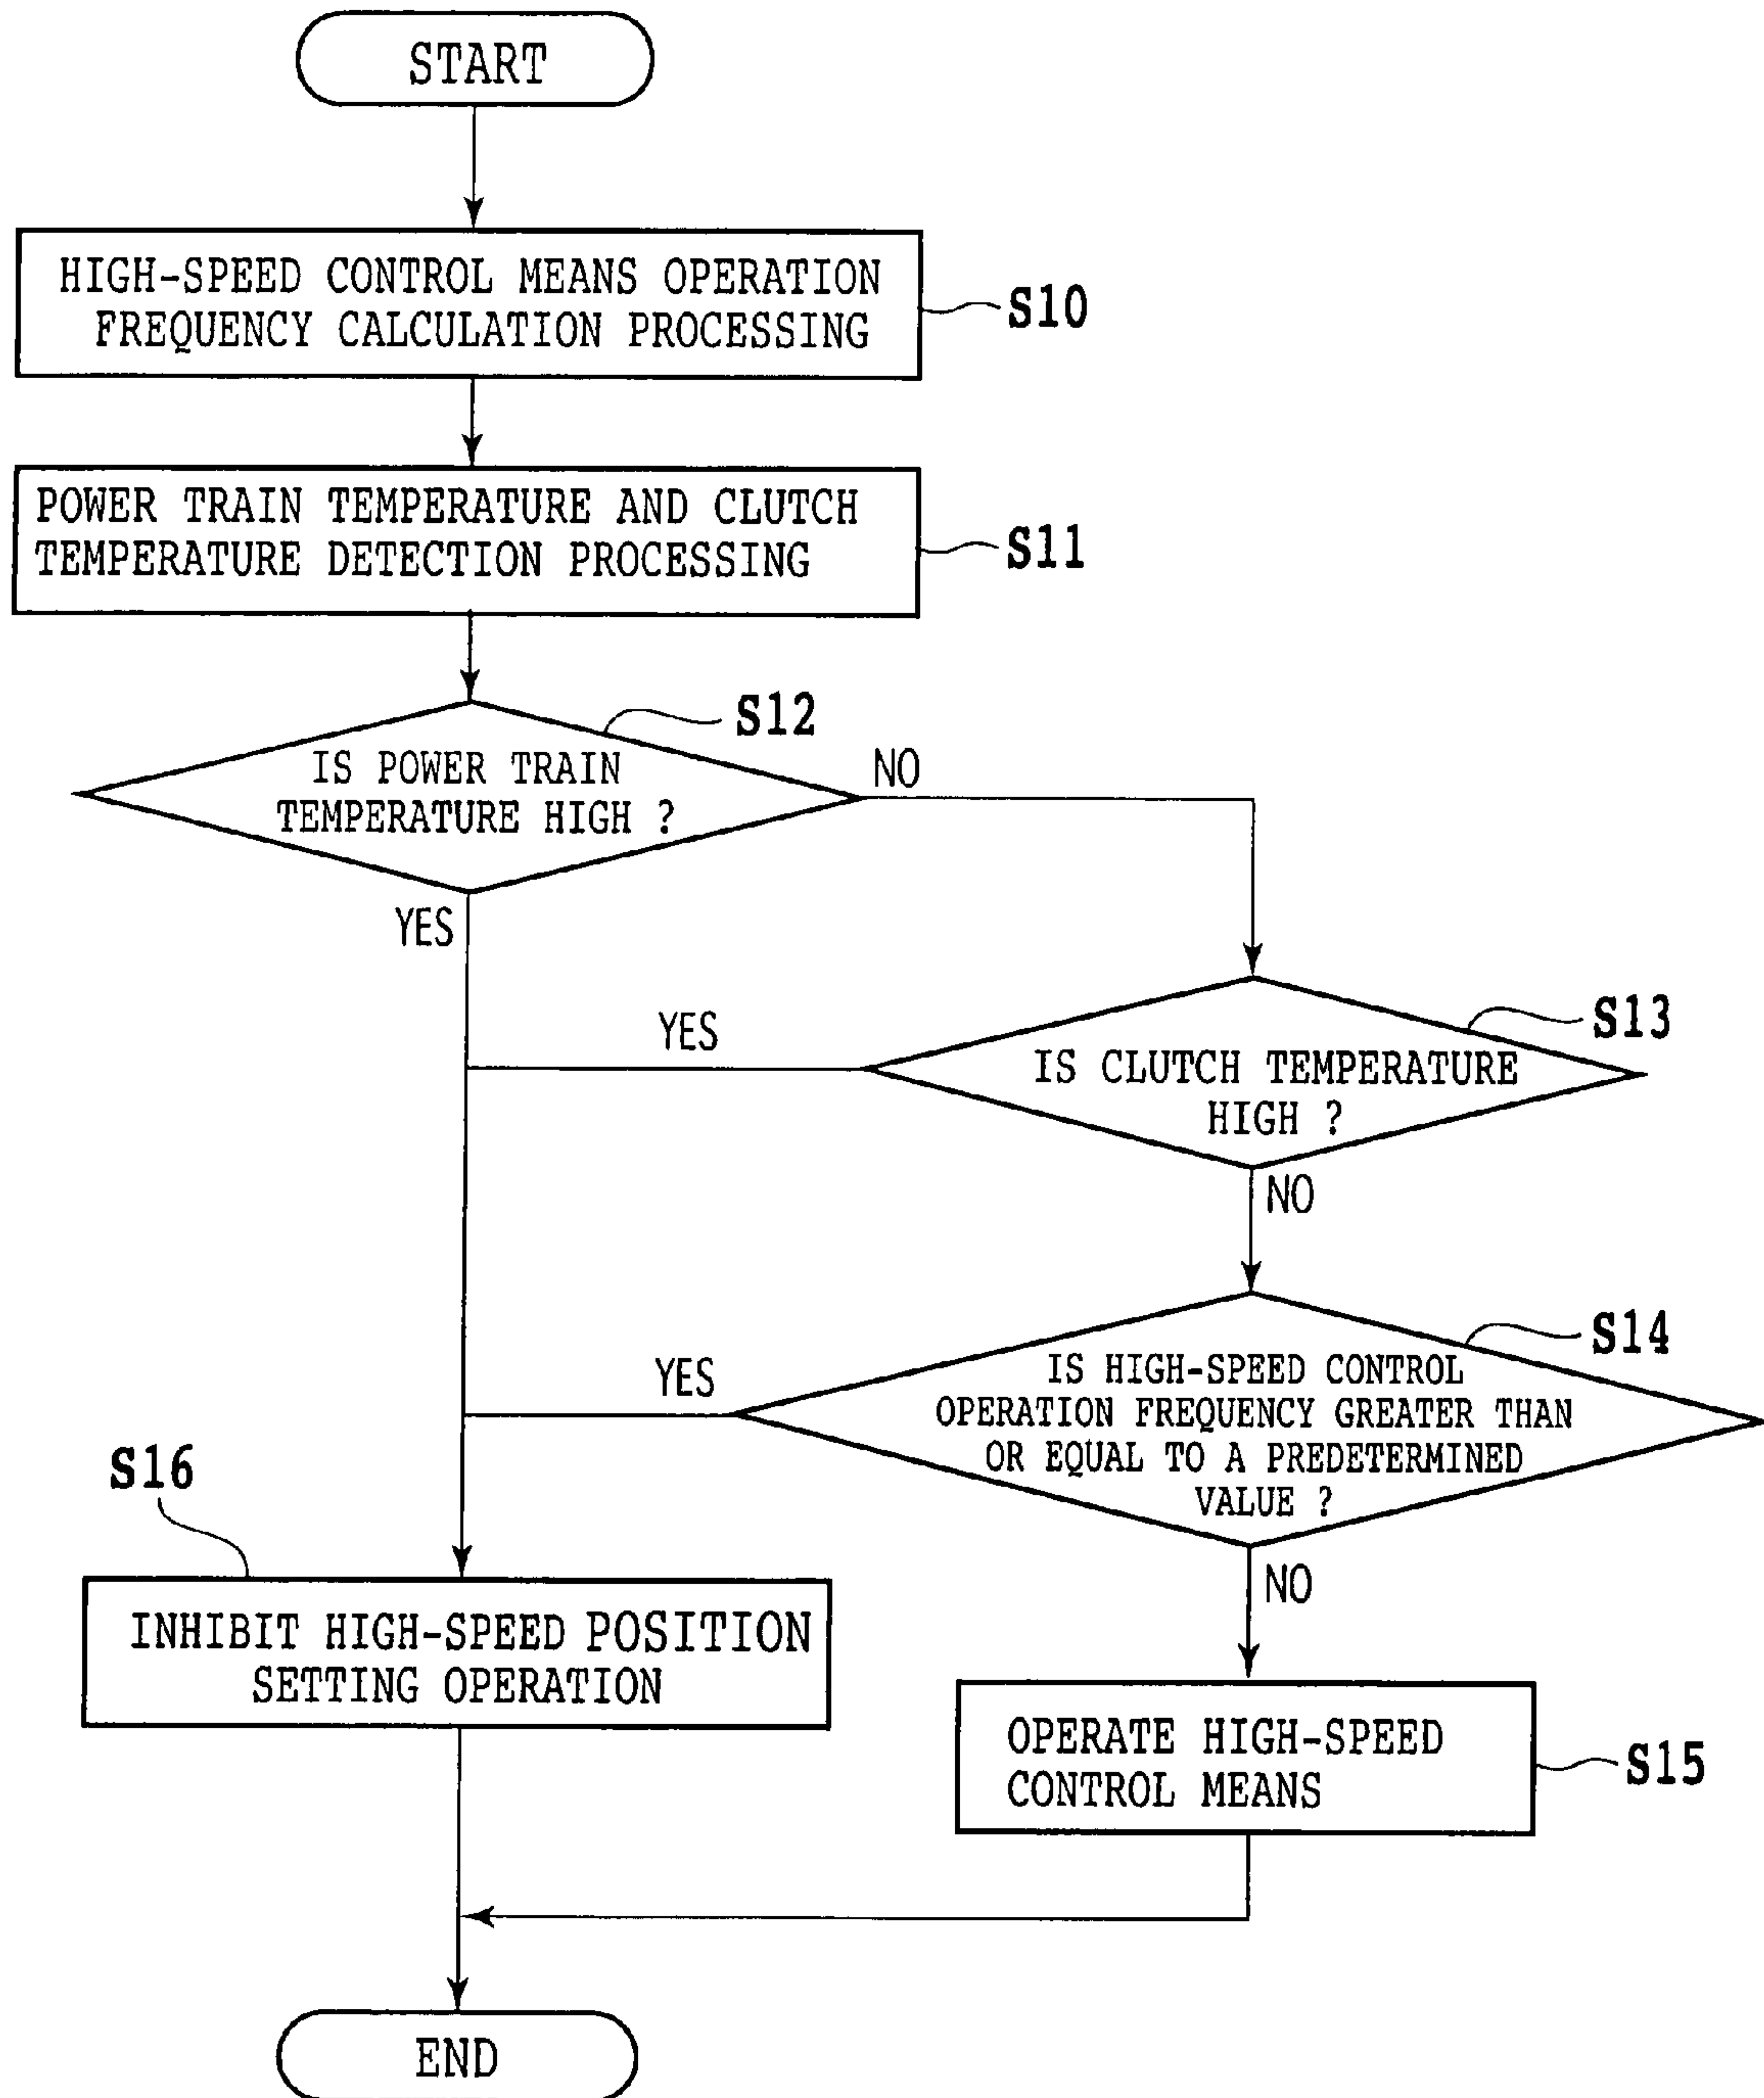 START
HIGH-SPEED CONTROL MEANS OPERATION
FREQUENCY CALCULATION PROCESSING
S10
POWER TRAIN TEMPERATURE AND CLUTCH
TEMPERATURE DETECTION PROCESSING
S11
S12
IS POWER TRAIN
TEMPERATURE HIGH ?
NO
YES
S13
YES
IS CLUTCH TEMPERATURE
HIGH ?
NO
S14
YES
IS HIGH-SPEED CONTROL
OPERATION FREQUENCY GREATER THAN
OR EQUAL TO A PREDETERMINED
VALUE ?
NO
S16
INHIBIT HIGH-SPEED POSITION
SETTING OPERATION
OPERATE HIGH-SPEED
CONTROL MEANS
S15
END